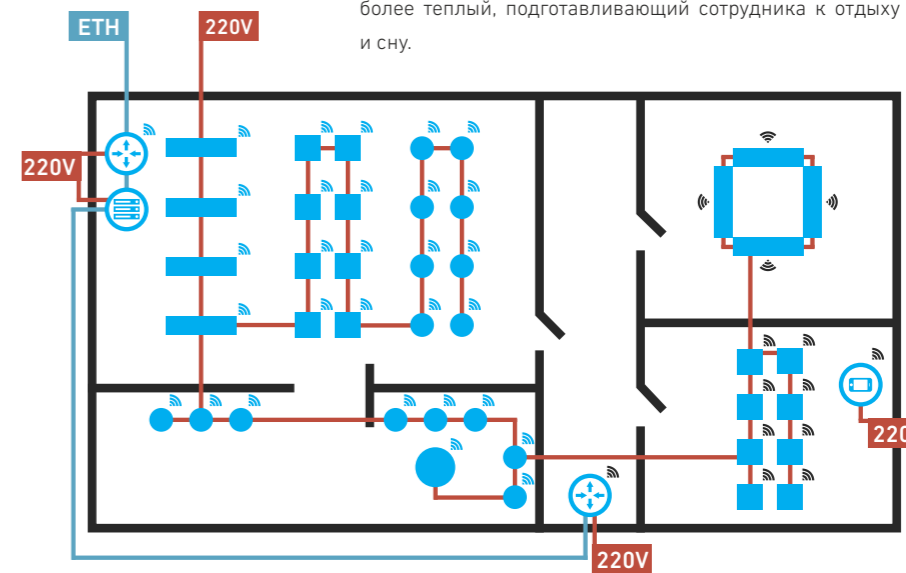 более теплый, подготавливающий сотрудника к отдыху
и сну.
ETH
220V
220V
220V